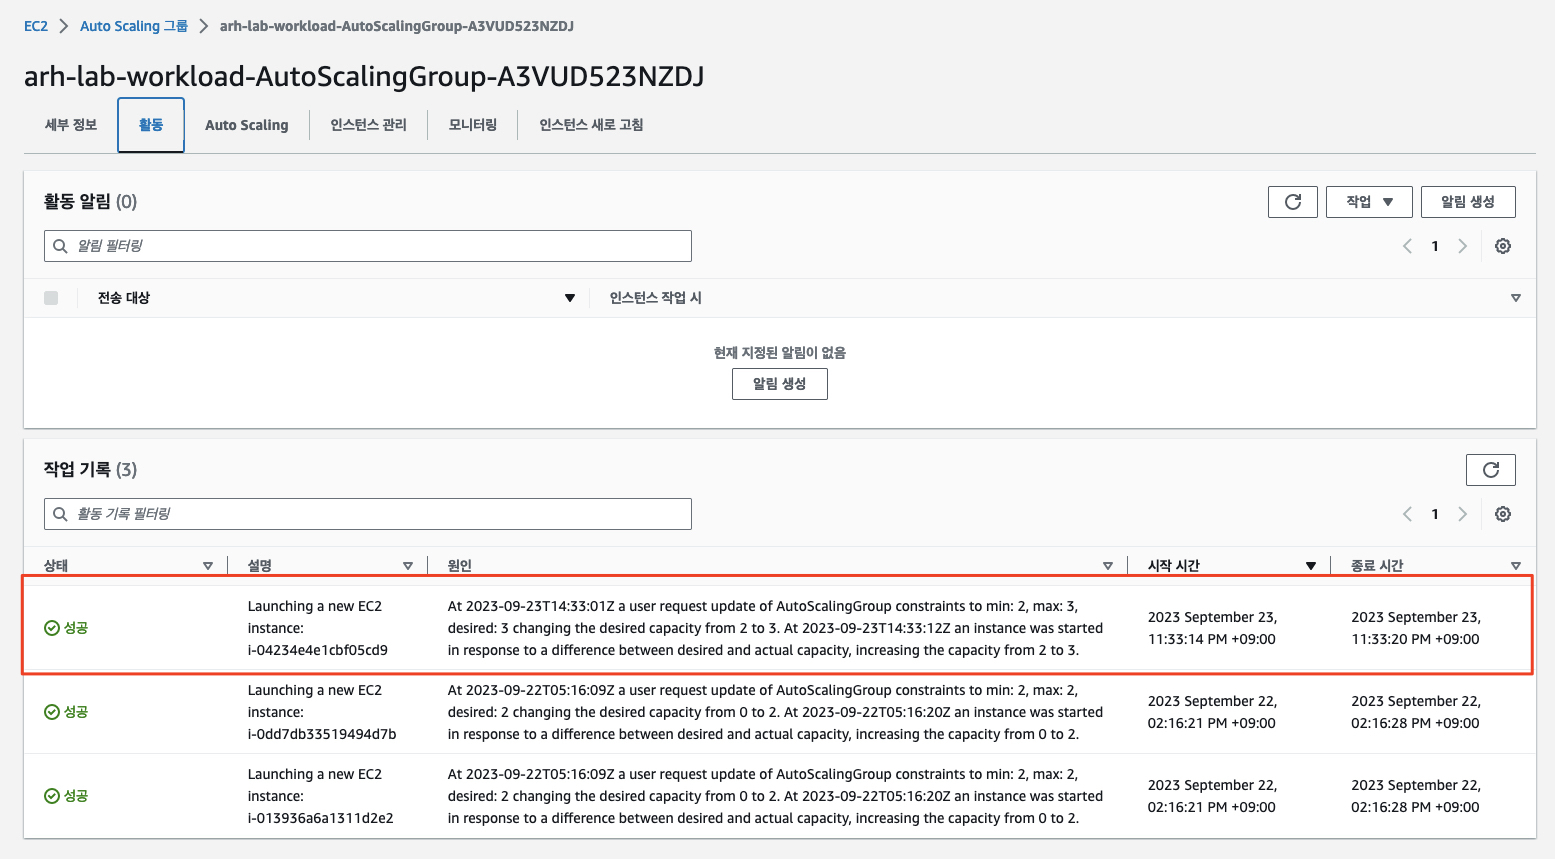 EC2 > Auto Scaling 그룹 > arh-lab-workload-AutoScalingGroup-A3VUD523NZDJ
arh-lab-workload-AutoScalingGroup-A3VUD523NZDJ
세부 정보 활동 Auto Scaling 인스턴스 관리 모니터링 인스턴스 새로 고침
활동 알림 (0)
작업 알림 생성
알림 필터링
1
전송 대상 인스턴스 작업 시
현재 지정된 알림이 없음
알림 생성
작업 기록 (3)
활동 기록 필터링
1
상태 설명 원인 시작 시간 종료 시간
성공
Launching a new EC2
instance:
i-04234e4e1cbf05cd9
At 2023-09-23T14:33:01Z a user request update of AutoScalingGroup constraints to min: 2, max: 3,
desired: 3 changing the desired capacity from 2 to 3. At 2023-09-23T14:33:12Z an instance was started
in response to a difference between desired and actual capacity, increasing the capacity from 2 to 3.
2023 September 23,
11:33:14 PM +09:00
2023 September 23,
11:33:20 PM +09:00
성공
Launching a new EC2
instance:
i-0dd7db33519494d7b
At 2023-09-22T05:16:09Z a user request update of AutoScalingGroup constraints to min: 2, max: 2,
desired: 2 changing the desired capacity from 0 to 2. At 2023-09-22T05:16:20Z an instance was started
in response to a difference between desired and actual capacity, increasing the capacity from 0 to 2.
2023 September 22,
02:16:21 PM +09:00
2023 September 22,
02:16:28 PM +09:00
성공
Launching a new EC2
instance:
i-013936a6a1311d2e2
At 2023-09-22T05:16:09Z a user request update of AutoScalingGroup constraints to min: 2, max: 2,
desired: 2 changing the desired capacity from 0 to 2. At 2023-09-22T05:16:20Z an instance was started
in response to a difference between desired and actual capacity, increasing the capacity from 0 to 2.
2023 September 22,
02:16:21 PM +09:00
2023 September 22,
02:16:28 PM +09:00